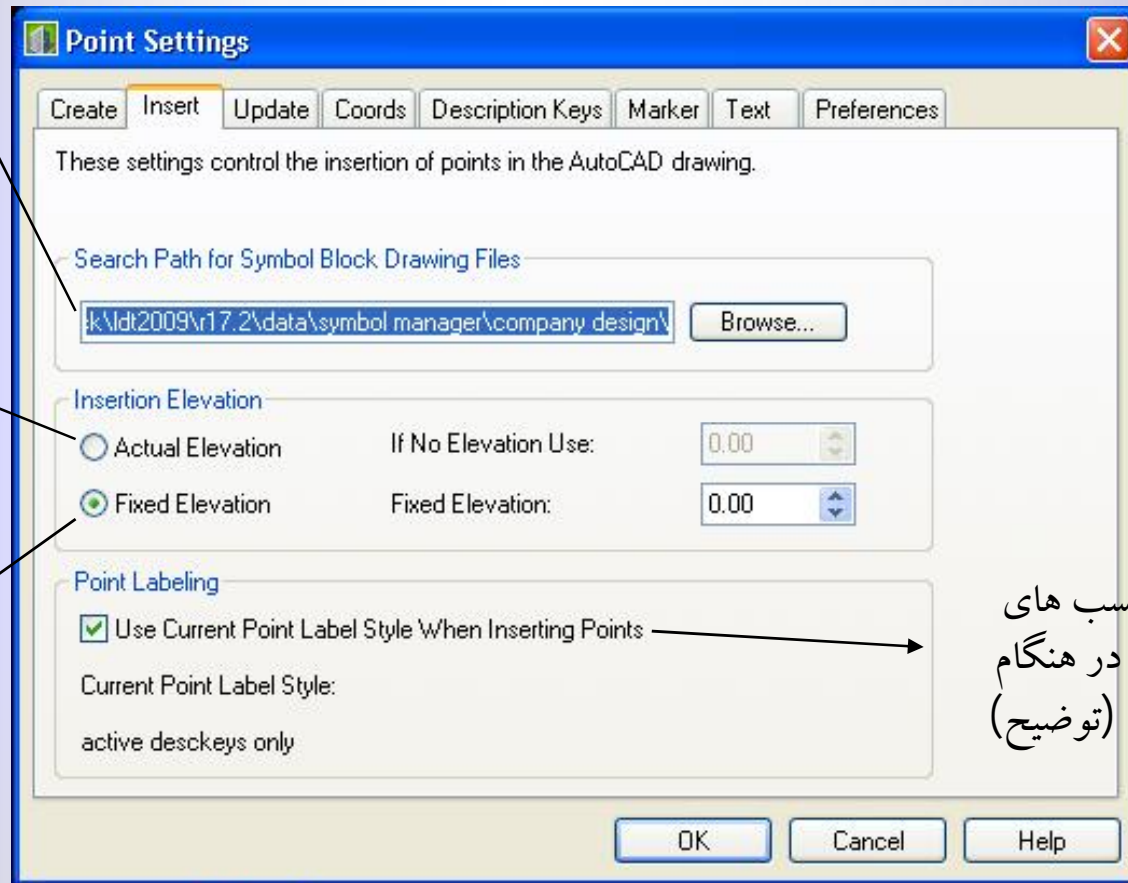 Point Settings
Create Insert Update Coords Description Keys Marker Text Preferences
These settings control the insertion of points in the AutoCAD drawing.
Search Path for Symbol Block Drawing Files
k\ldt2009\r17.2\data\symbol manager\company design\ Browse...
Insertion Elevation
Actual Elevation If No Elevation Use: 0.00
Fixed Elevation Fixed Elevation: 0.00
Point Labeling
Use Current Point Label Style When Inserting Points
Current Point Label Style:
active desckeys only
های
در هنگام
(توضیح)
OK Cancel Help